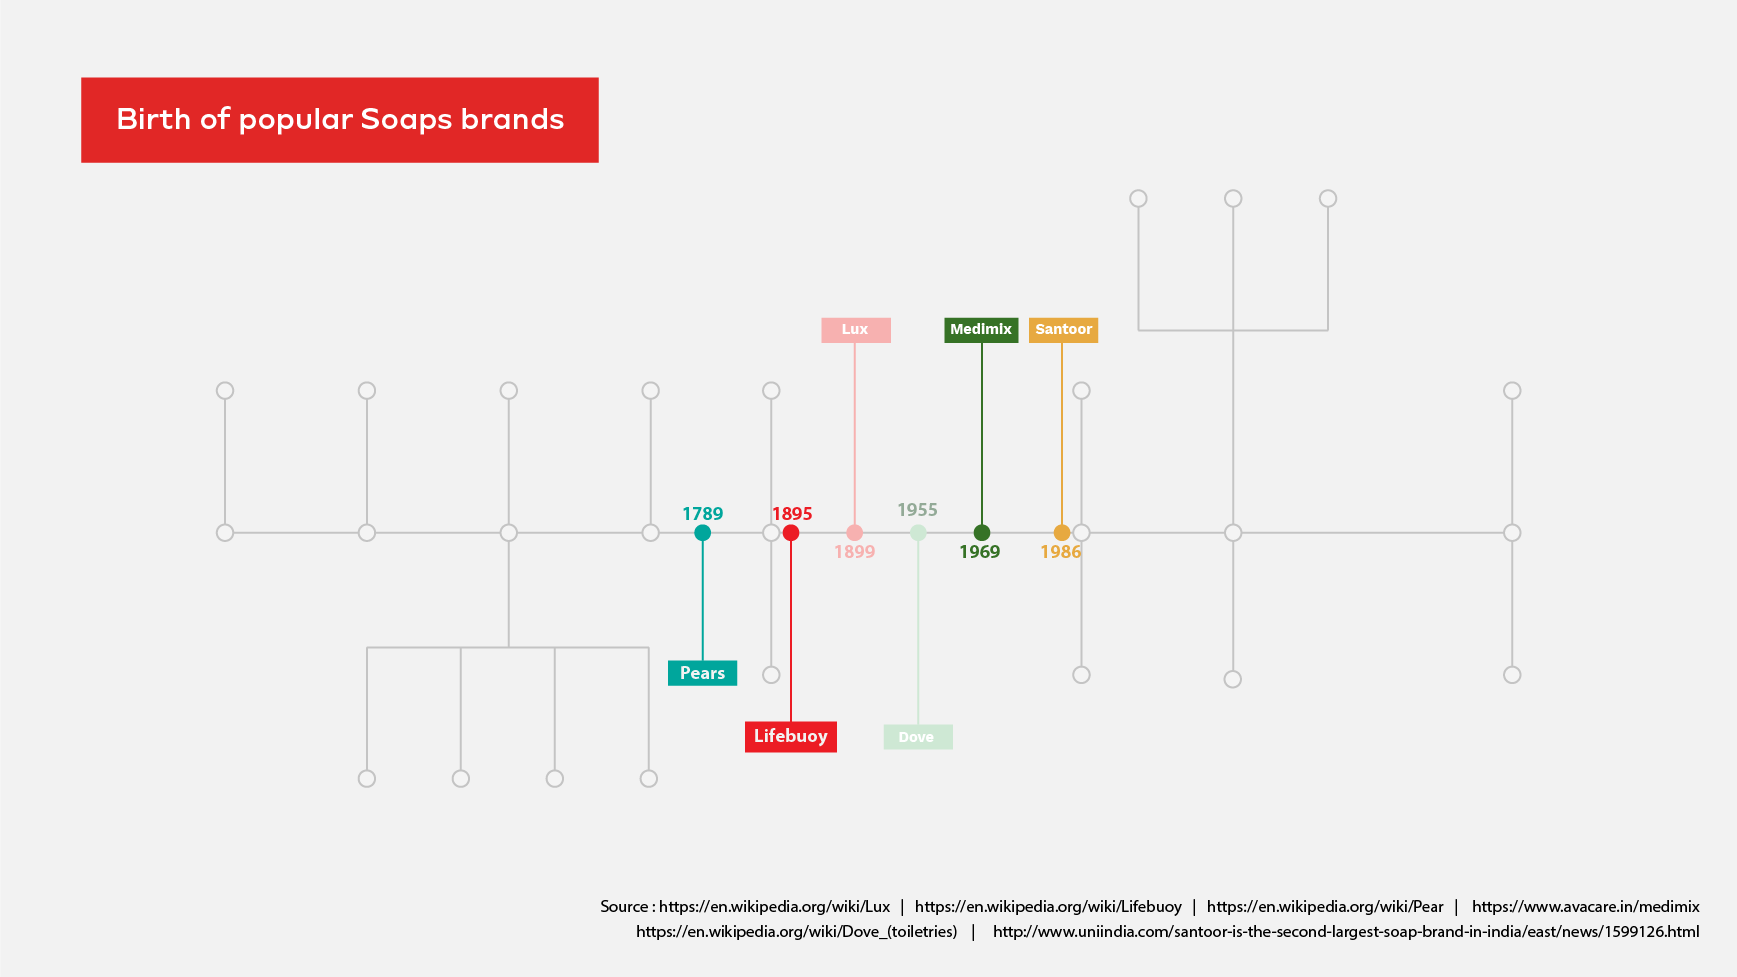 Birth of popular Soaps brands
Lux
Medimix
Santoor
1789
1895
1955
1899
1969
1986
Pears
Lifebuoy
Dove
Source : https://en.wikipedia.org/wiki/Lux | https://en.wikipedia.org/wiki/Lifebuoy | https://en.wikipedia.org/wiki/Pear | https://www.avacare.in/medimix
https://en.wikipedia.org/wiki/Dove_(toiletries) | http://www.uniindia.com/santoor-is-the-second-largest-soap-brand-in-india/east/news/1599126.html